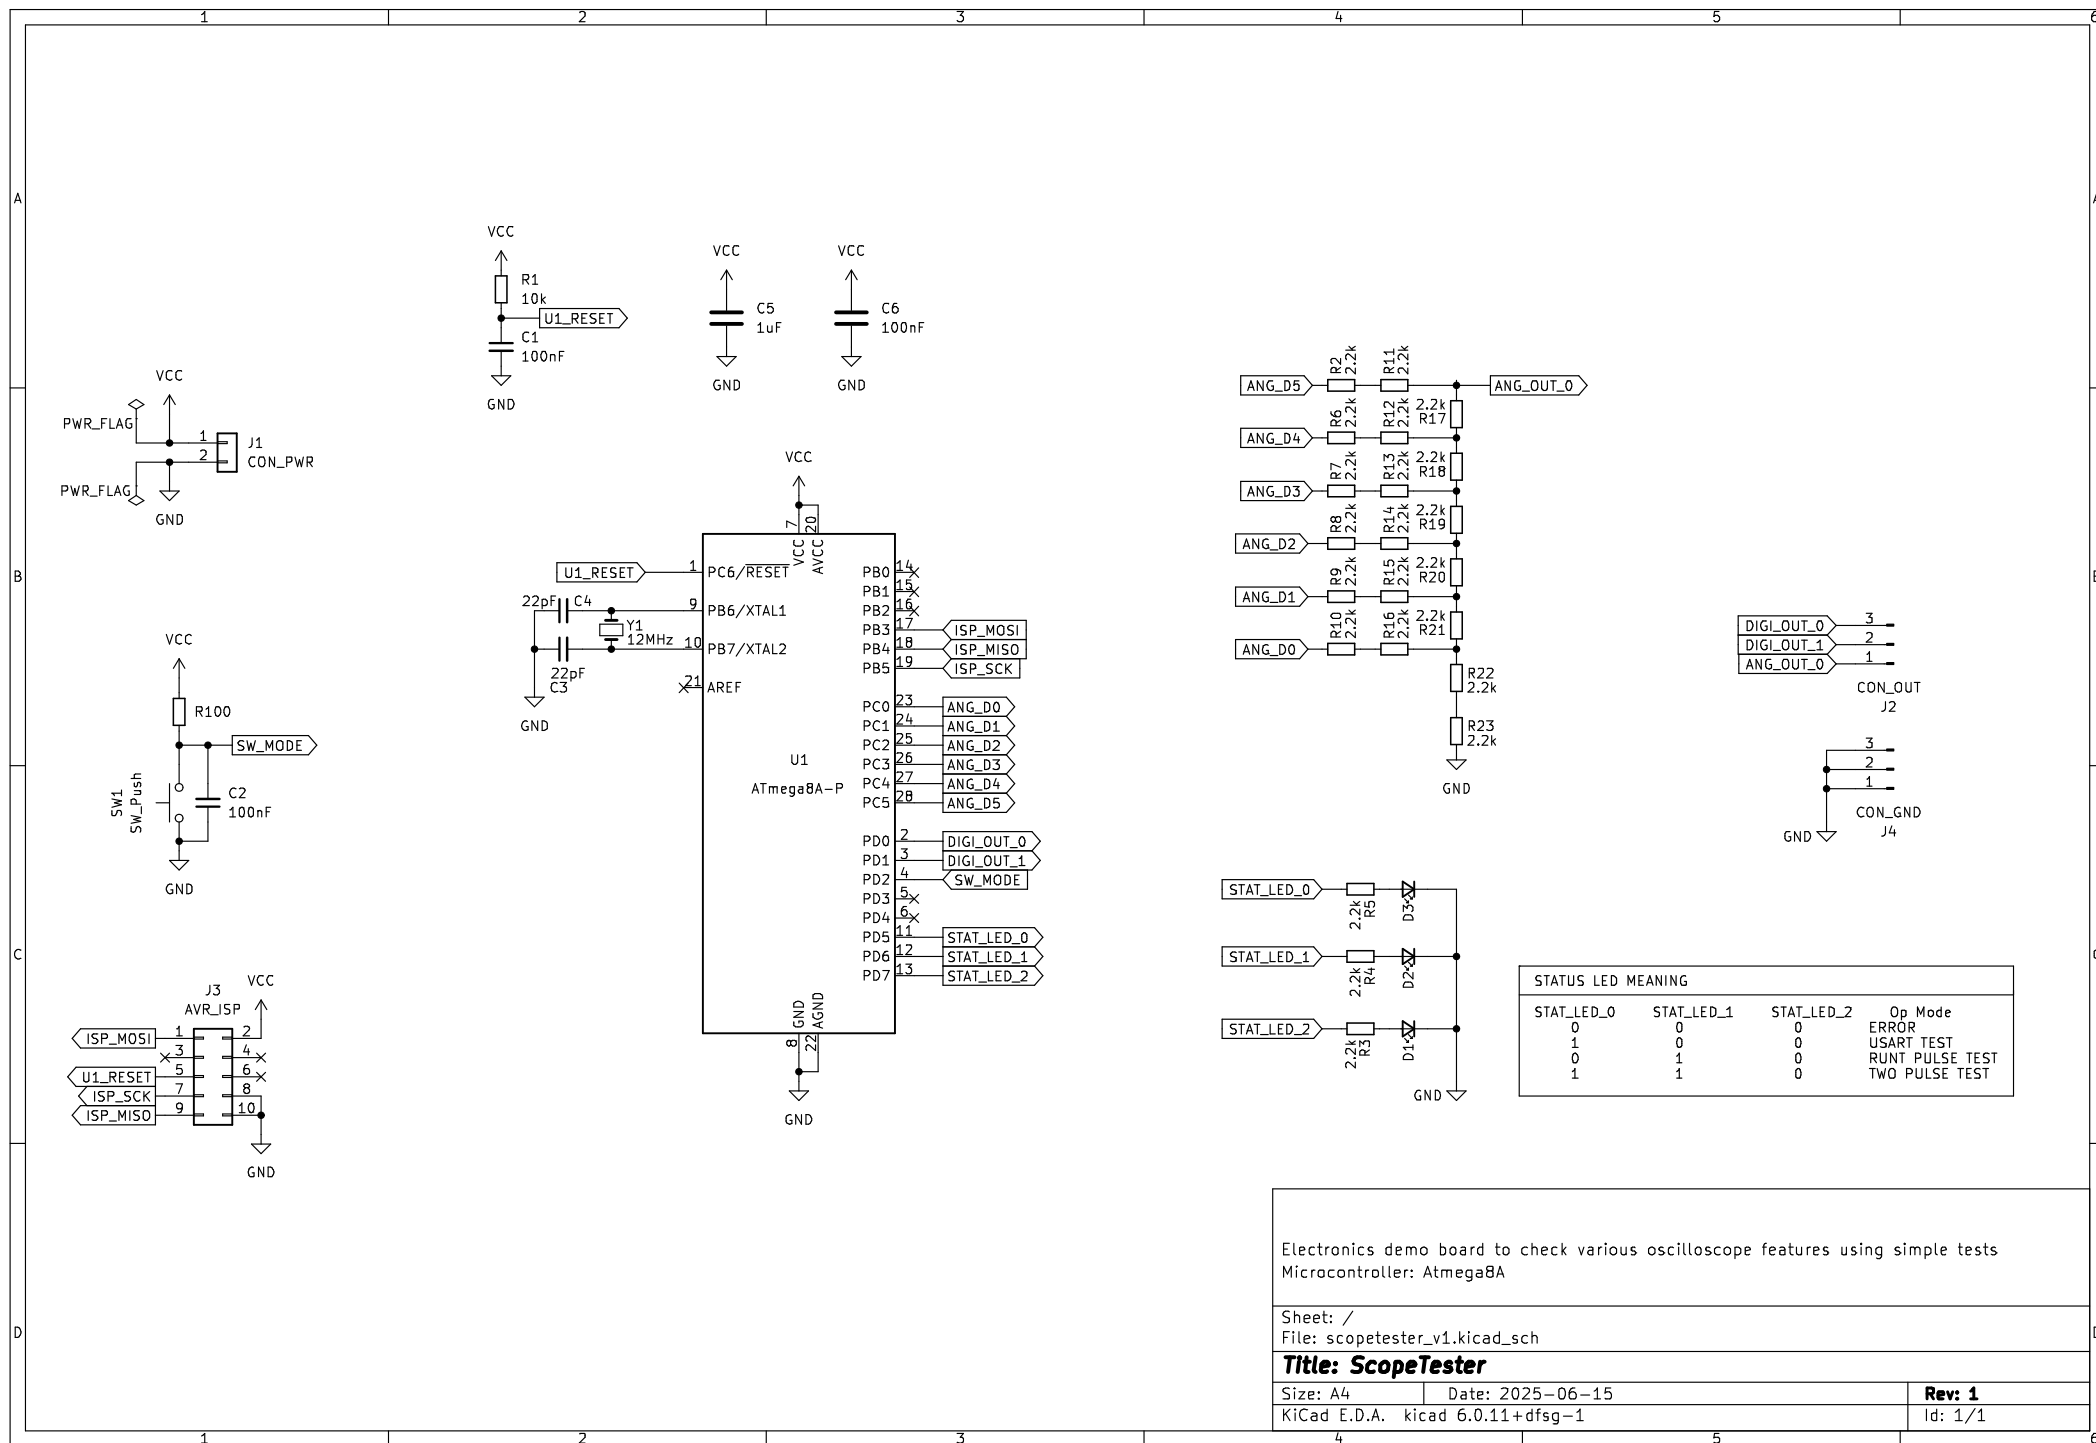 1 2 3 4 5 6
A
B
C
D
VCC
R1
10k
U1_RESET
C1
100nF
GND
VCC
C5
1uF
GND
VCC
C6
100nF
GND
VCC
PWR_FLAG
1
2
J1
CON_PWR
PWR_FLAG
GND
VCC
R100
SW_MODE
SW1
SW_Push
C2
100nF
GND
J3
AVR_ISP
VCC
ISP_MOSI 1 2
3 4
U1_RESET 5 6
ISP_SCK 7 8
ISP_MISO 9 10
GND
VCC
7 20
VCC AVCC
U1_RESET 1 PC6/RESET
22pF C4
9 PB6/XTAL1
Y1
12MHz
10 PB7/XTAL2
22pF
C3
21 AREF
GND
U1
ATmega8A-P
PB0 14
PB1 15
PB2 16
PB3 17 ISP_MOSI
PB4 18 ISP_MISO
PB5 19 ISP_SCK
PC0 23 ANG_D0
PC1 24 ANG_D1
PC2 25 ANG_D2
PC3 26 ANG_D3
PC4 27 ANG_D4
PC5 28 ANG_D5
PD0 2 DIGI_OUT_0
PD1 3 DIGI_OUT_1
PD2 4 SW_MODE
PD3 5
PD4 6
PD5 11 STAT_LED_0
PD6 12 STAT_LED_1
PD7 13 STAT_LED_2
GND AGND
8 22
GND
ANG_D5 R2 2.2k R11 2.2k ANG_OUT_0
2.2k
R17
ANG_D4 R6 2.2k R12 2.2k
2.2k
R18
ANG_D3 R7 2.2k R13 2.2k
2.2k
R19
ANG_D2 R8 2.2k R14 2.2k
2.2k
R20
ANG_D1 R9 2.2k R15 2.2k
2.2k
R21
ANG_D0 R10 2.2k R16 2.2k
R22
2.2k
R23
2.2k
GND
DIGI_OUT_0 3
DIGI_OUT_1 2
ANG_OUT_0 1
CON_OUT
J2
3
2
1
CON_GND
GND
J4
STAT_LED_0 2.2k R5 D3
STAT_LED_1 2.2k R4 D2
STAT_LED_2 2.2k R3 D1
GND
STATUS LED MEANING
STAT_LED_0 STAT_LED_1 STAT_LED_2 Op Mode
0 0 0 ERROR
1 0 0 USART TEST
0 1 0 RUNT PULSE TEST
1 1 0 TWO PULSE TEST
Electronics demo board to check various oscilloscope features using simple tests
Microcontroller: Atmega8A
Sheet: /
File: scopetester_v1.kicad_sch
Title: ScopeTester
Size: A4 Date: 2025-06-15 Rev: 1
KiCad E.D.A. kicad 6.0.11+dfsg-1 Id: 1/1
A
B
C
D
1 2 3 4 5 6